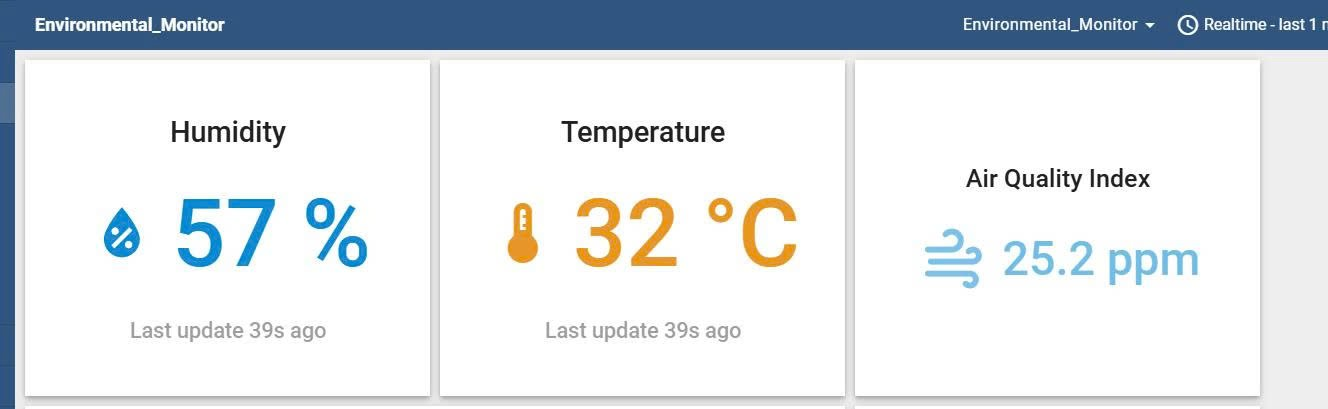 Environmental_Monitor
Environmental_Monitor
Realtime - last 1
Humidity
57 %
Last update 39s ago
Temperature
32 °C
Last update 39s ago
Air Quality Index
25.2 ppm